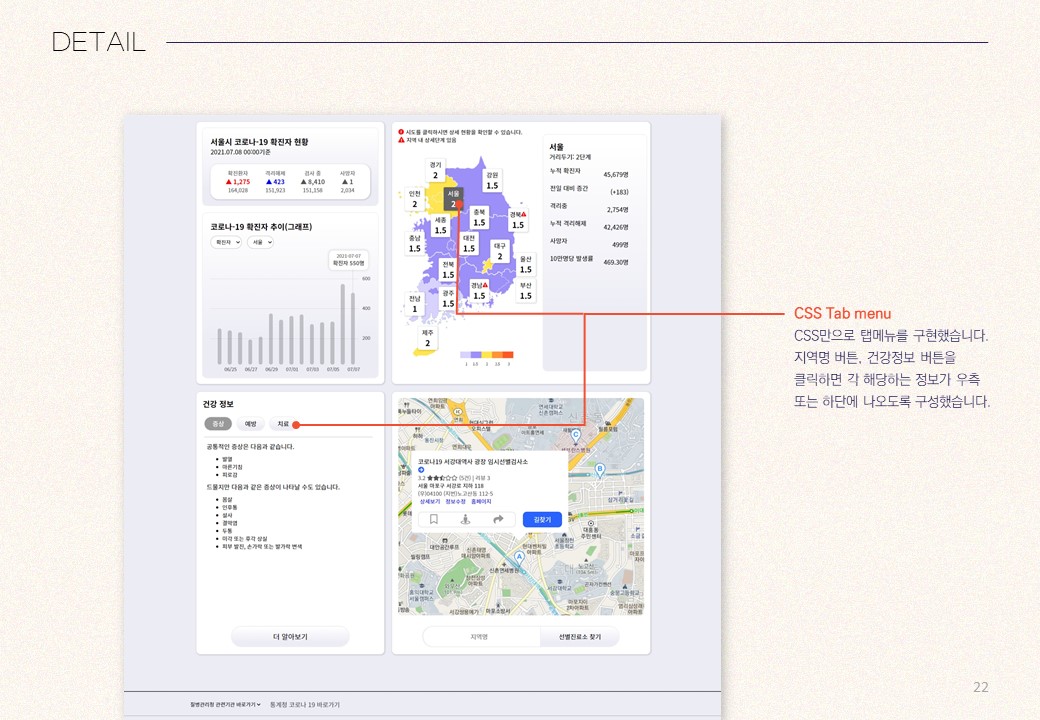 DETAIL
서울시 코로나-19 확진자 현황
2021.07.08 00:00기준
확진환자 격리해제 검사 중 사망자
▲ 1,275 ▲ 423 ▲ 8,410 ▲ 1
164,028 151,923 151,158 2,034
코로나-19 확진자 추이(그래프)
확진자 서울
2021-07-07
확진자 550명
600
400
200
06/25 06/27 06/29 07/01 07/03 07/05 07/07
시도를 클릭하시면 상세 현황을 확인할 수 있습니다.
지역 내 상세단계 있음
경기
2
강원
1.5
인천
2
서울
2
충북
1.5
경북
1.5
세종
1.5
충남
1.5
대전
1.5
대구
2
전북
1.5
울산
1.5
경남
1.5
부산
1.5
전남
1
광주
1.5
제주
2
1 1.5 2 3
서울
거리두기: 2단계
누적 확진자 45,679명
전일 대비 증감 (+183)
격리중 2,754명
누적 격리해제 42,426명
사망자 499명
10만명당 발생률 469.30명
CSS Tab menu
CSS만으로 탭메뉴를 구현했습니다.
지역명 버튼, 건강정보 버튼을
클릭하면 각 해당하는 정보가 우측
또는 하단에 나오도록 구성했습니다.
건강 정보
증상 예방 치료
공통적인 증상은 다음과 같습니다.
발열
마른기침
피로감
드물지만 다음과 같은 증상이 나타날 수도 있습니다.
몸살
인후통
설사
결막염
두통
미각 또는 후각 상실
피부 발진, 손가락 또는 발가락 변색
더 알아보기
코로나19 서강대역사 광장 임시선별검사소
3.2 ★★☆☆☆ (5건) | 리뷰 3
서울 마포구 서강로 지하 118
(우)04100 (지번)노고산동 112-5
상세보기 정보수정 홈페이지
길찾기
C
B
A
신촌연세병원
지역명 선별진료소 찾기
질병관리청 관련기관 바로가기 통계청 코로나 19 바로가기
22